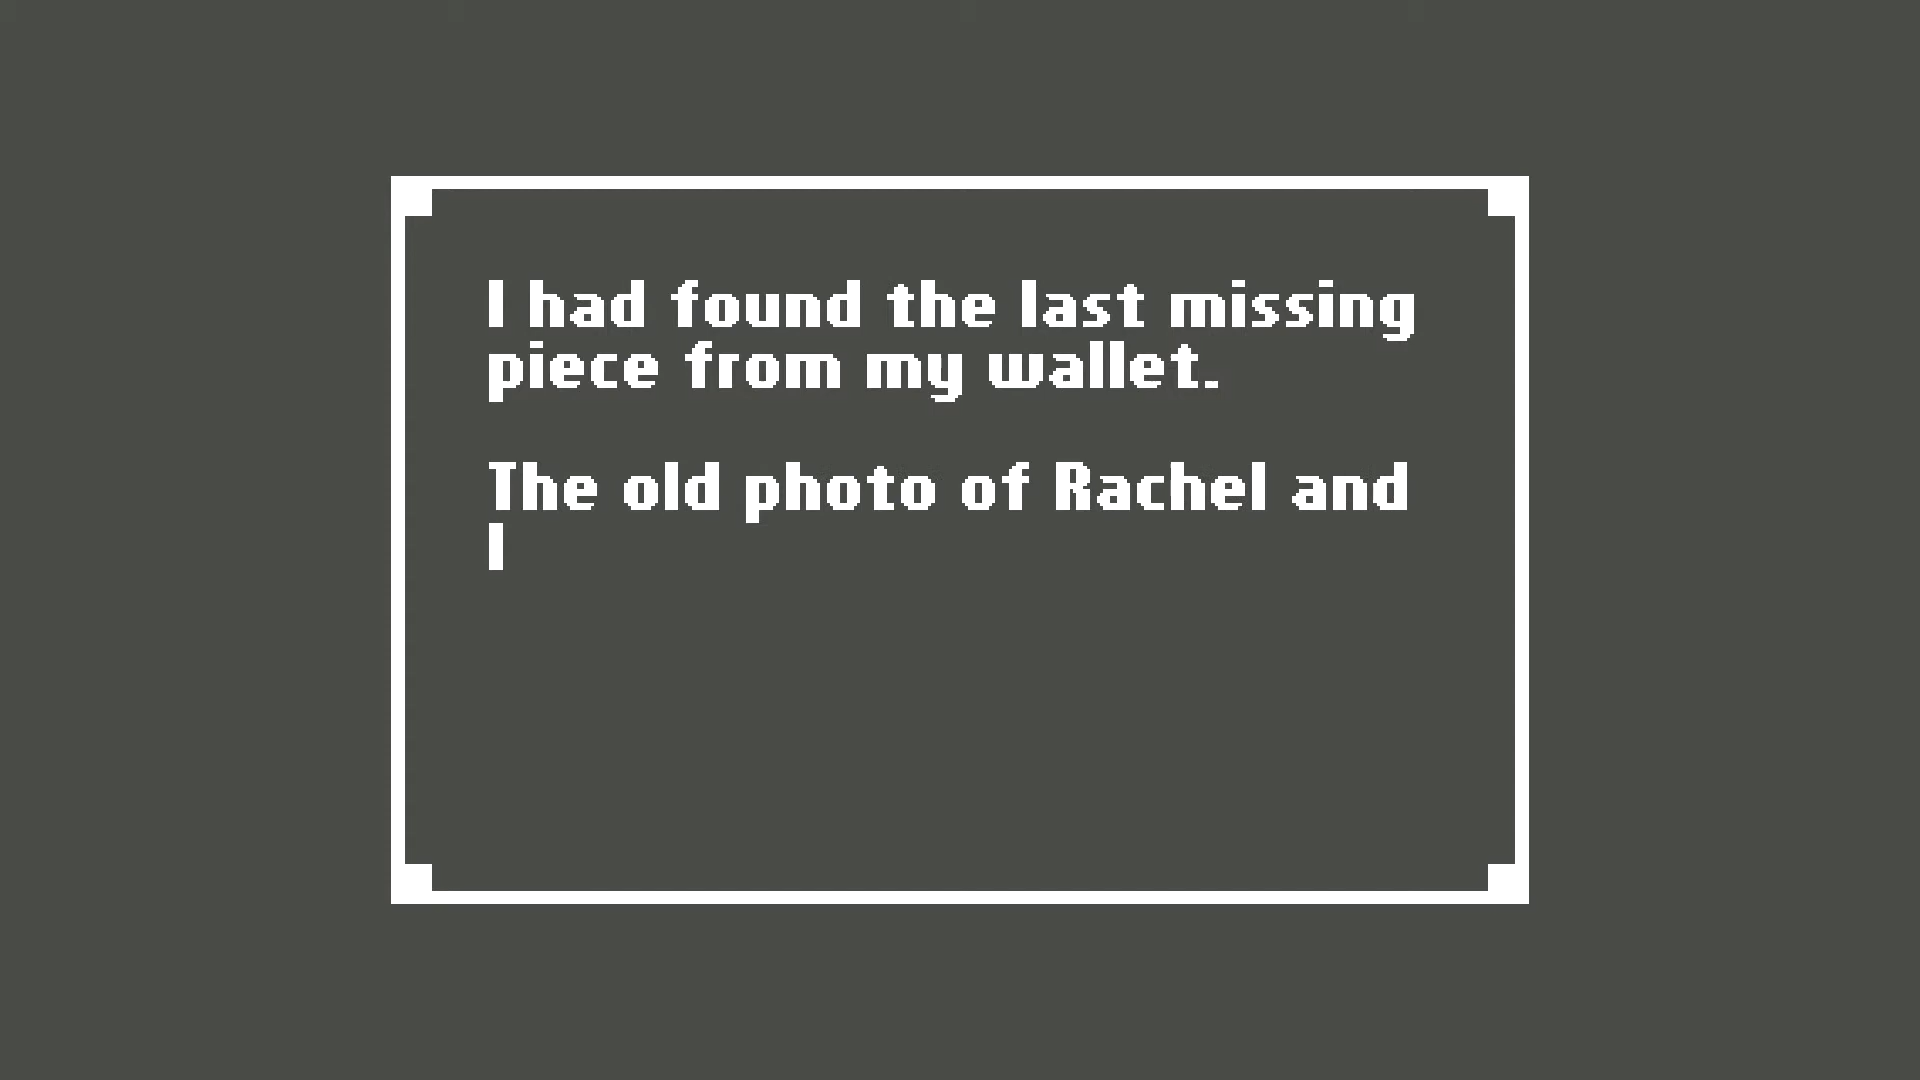 I had found the last missing
piece from my wallet.
The old photo of Rachel and
I